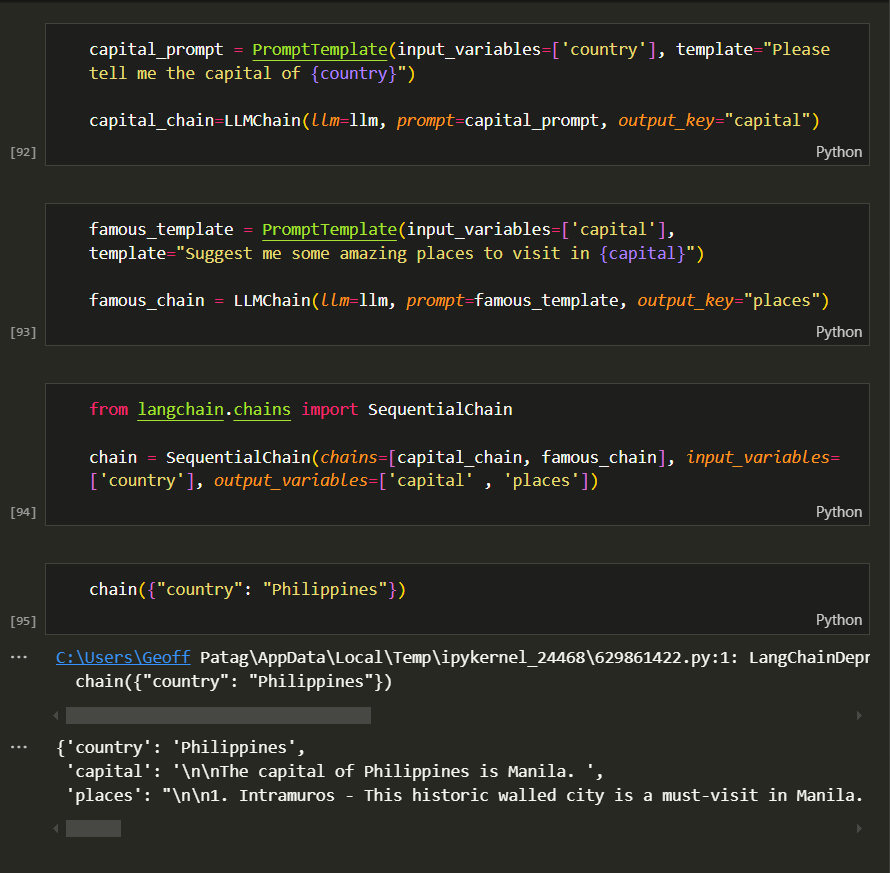 capital_prompt = PromptTemplate(input_variables=['country'], template="Please
tell me the capital of {country}")
capital_chain=LLMChain(llm=llm, prompt=capital_prompt, output_key="capital")
[92]
Python
famous_template = PromptTemplate(input_variables=['capital'],
template="Suggest me some amazing places to visit in {capital}")
famous_chain = LLMChain(llm=llm, prompt=famous_template, output_key="places")
[93]
Python
from langchain.chains import SequentialChain
chain = SequentialChain(chains=[capital_chain, famous_chain], input_variables=
['country'], output_variables=['capital' , 'places'])
[94]
Python
chain({"country": "Philippines"})
[95]
Python
... C:\Users\Geoff Patag\AppData\Local\Temp\ipykernel_24468\629861422.py:1: LangChainDepr
chain({"country": "Philippines"})
... {'country': 'Philippines',
'capital': '\n\nThe capital of Philippines is Manila. ',
'places': "\n\n1. Intramuros - This historic walled city is a must-visit in Manila.